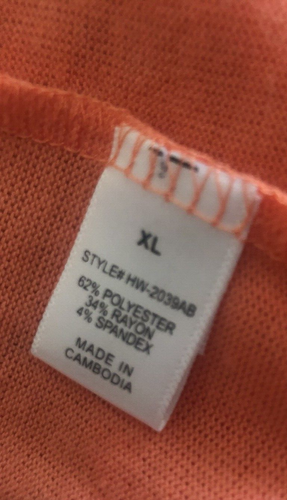 XL
STYLE# HW-2039AB
62% POLYESTER
34% RAYON
4% SPANDEX
MADE IN
CAMBODIA